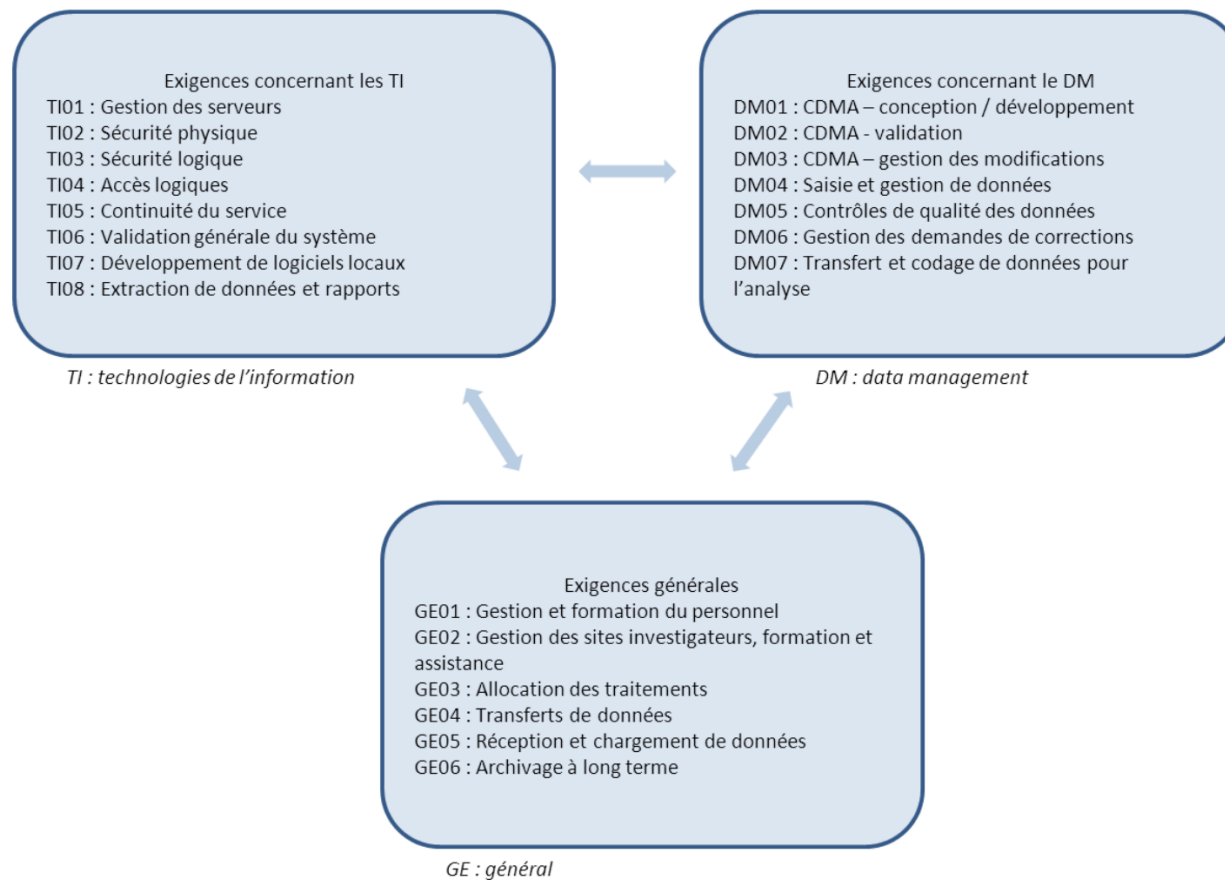 Exigences concernant les TI
TI01 : Gestion des serveurs
TI02 : Sécurité physique
TI03 : Sécurité logique
TI04 : Accès logiques
TI05 : Continuité du service
TI06 : Validation générale du système
TI07 : Développement de logiciels locaux
TI08 : Extraction de données et rapports
TI : technologies de l’information
Exigences concernant le DM
DM01 : CDMA – conception / développement
DM02 : CDMA - validation
DM03 : CDMA – gestion des modifications
DM04 : Saisie et gestion de données
DM05 : Contrôles de qualité des données
DM06 : Gestion des demandes de corrections
DM07 : Transfert et codage de données pour
l’analyse
DM : data management
Exigences générales
GE01 : Gestion et formation du personnel
GE02 : Gestion des sites investigateurs, formation et
assistance
GE03 : Allocation des traitements
GE04 : Transferts de données
GE05 : Réception et chargement de données
GE06 : Archivage à long terme
GE : général